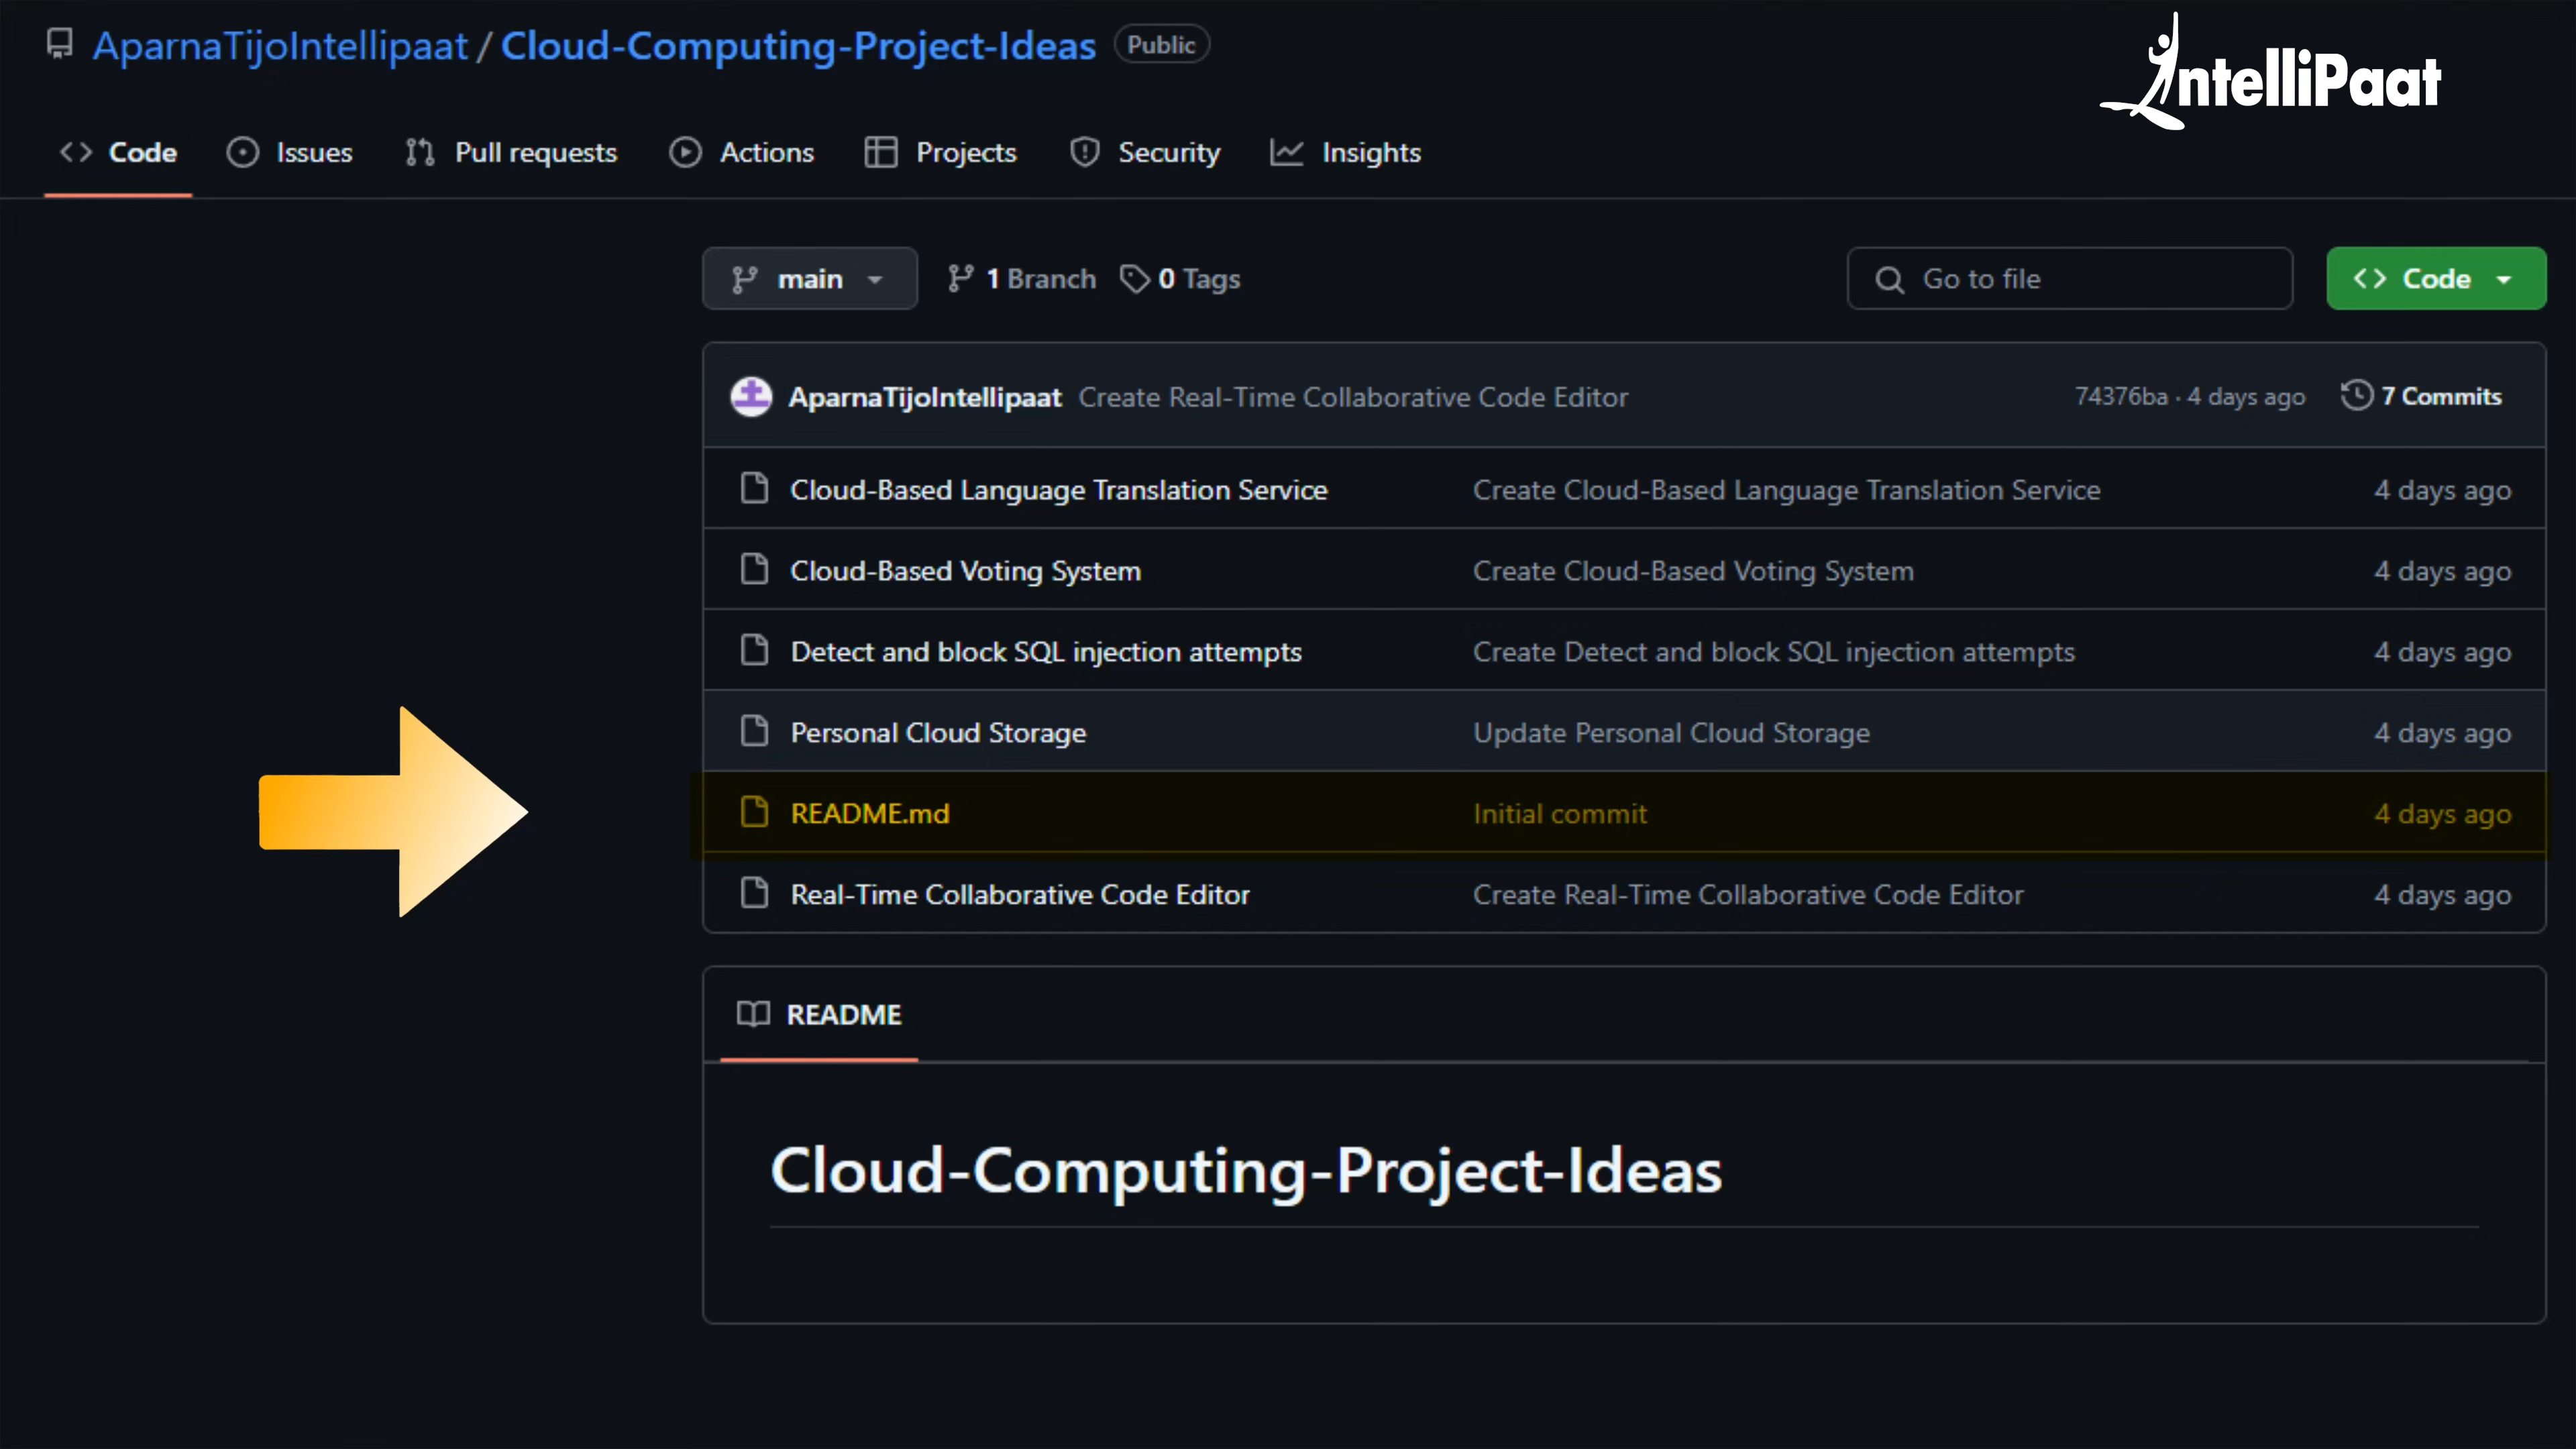 AparnaTijoIntellipaat / Cloud-Computing-Project-Ideas Public
IntelliPaat
Code Issues Pull requests Actions Projects Security Insights
main 1 Branch 0 Tags Go to file Code
AparnaTijoIntellipaat Create Real-Time Collaborative Code Editor 74376ba · 4 days ago 7 Commits
Cloud-Based Language Translation Service Create Cloud-Based Language Translation Service 4 days ago
Cloud-Based Voting System Create Cloud-Based Voting System 4 days ago
Detect and block SQL injection attempts Create Detect and block SQL injection attempts 4 days ago
Personal Cloud Storage Update Personal Cloud Storage 4 days ago
README.md Initial commit 4 days ago
Real-Time Collaborative Code Editor Create Real-Time Collaborative Code Editor 4 days ago
README
Cloud-Computing-Project-Ideas